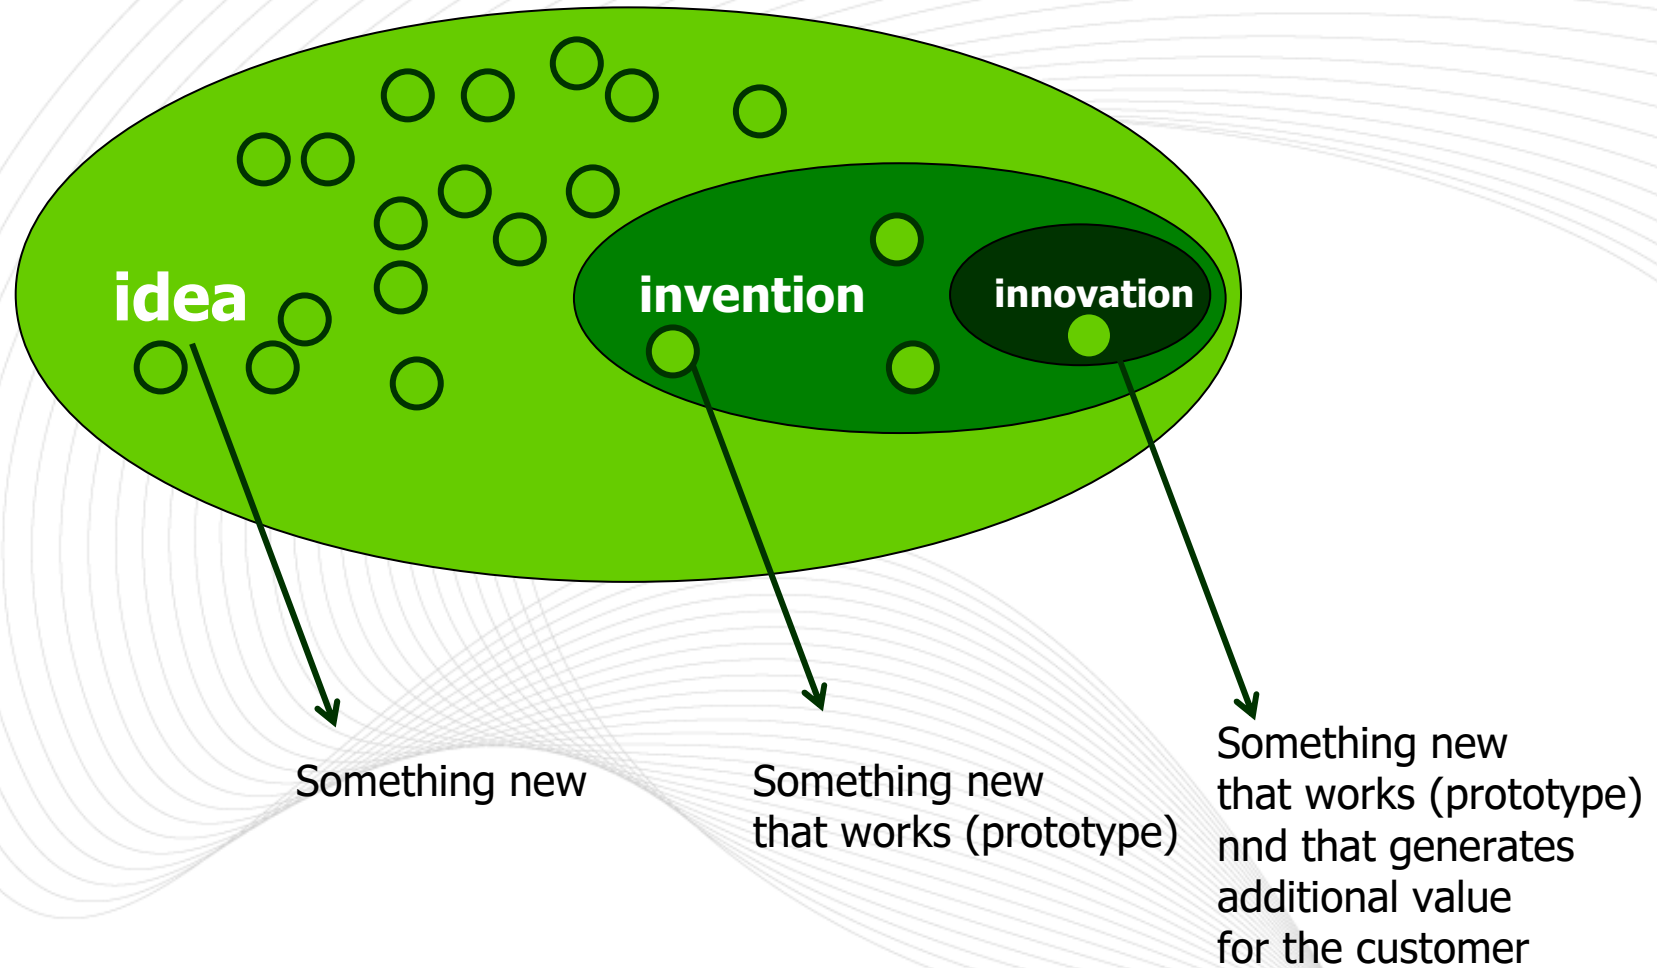 idea
invention
innovation
Something new
Something new
that works (prototype)
Something new
that works (prototype)
nnd that generates
additional value
for the customer